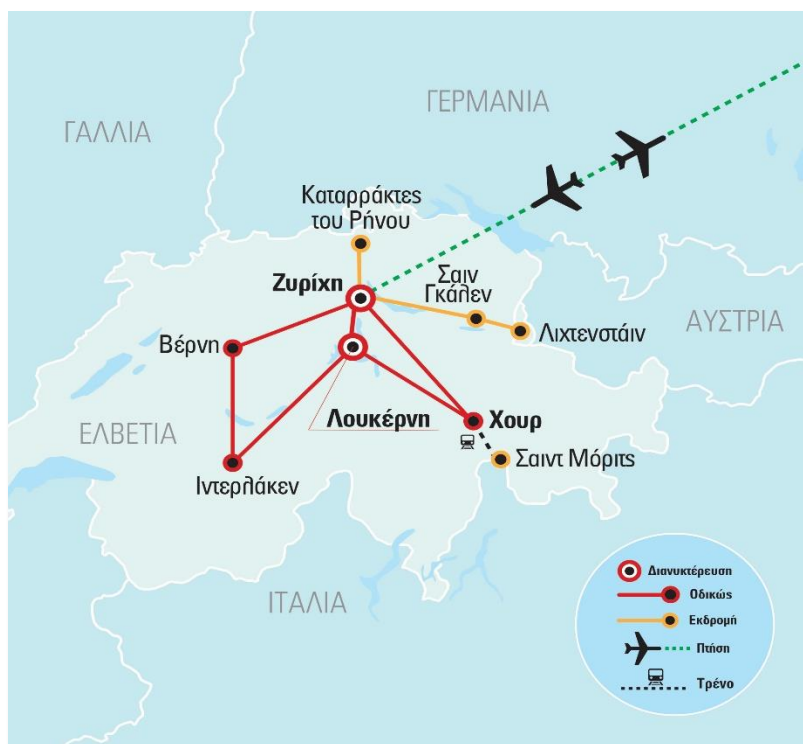 ΓΕΡΜΑΝΙΑ
ΓΑΛΛΙΑ
Καταρράκτες
του Ρήνου
Ζυρίχη
Σαιν
Γκάλεν
Λιχτενστάιν
ΑΥΣΤΡΙΑ
Βέρνη
Λουκέρνη
Χουρ
ΕΛΒΕΤΙΑ
Σαιντ Μόριτς
Ιντερλάκεν
ΙΤΑΛΙΑ
Διανυκτέρευση
Οδικώς
Εκδρομή
Πτήση
Τρένο